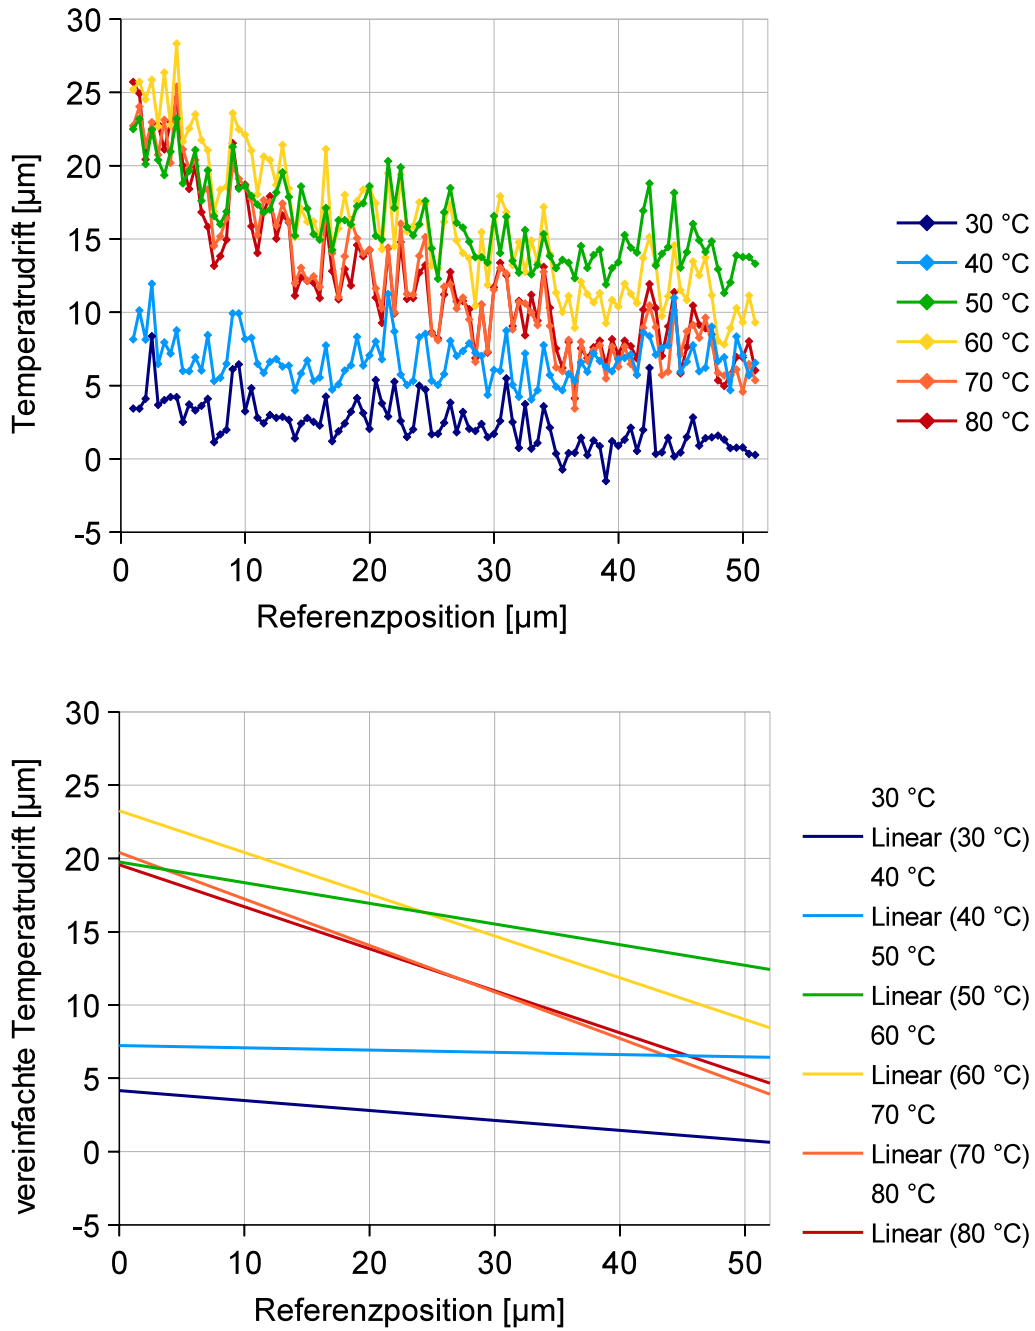 30
25
20
15
10
5
0
-5
Temperatrudrift [µm]
0 10 20 30 40 50
Referenzposition [µm]
30 °C
40 °C
50 °C
60 °C
70 °C
80 °C
30
25
20
15
10
5
0
-5
vereinfachte Temperatrudrift [µm]
0 10 20 30 40 50
Referenzposition [µm]
30 °C
Linear (30 °C)
40 °C
Linear (40 °C)
50 °C
Linear (50 °C)
60 °C
Linear (60 °C)
70 °C
Linear (70 °C)
80 °C
Linear (80 °C)